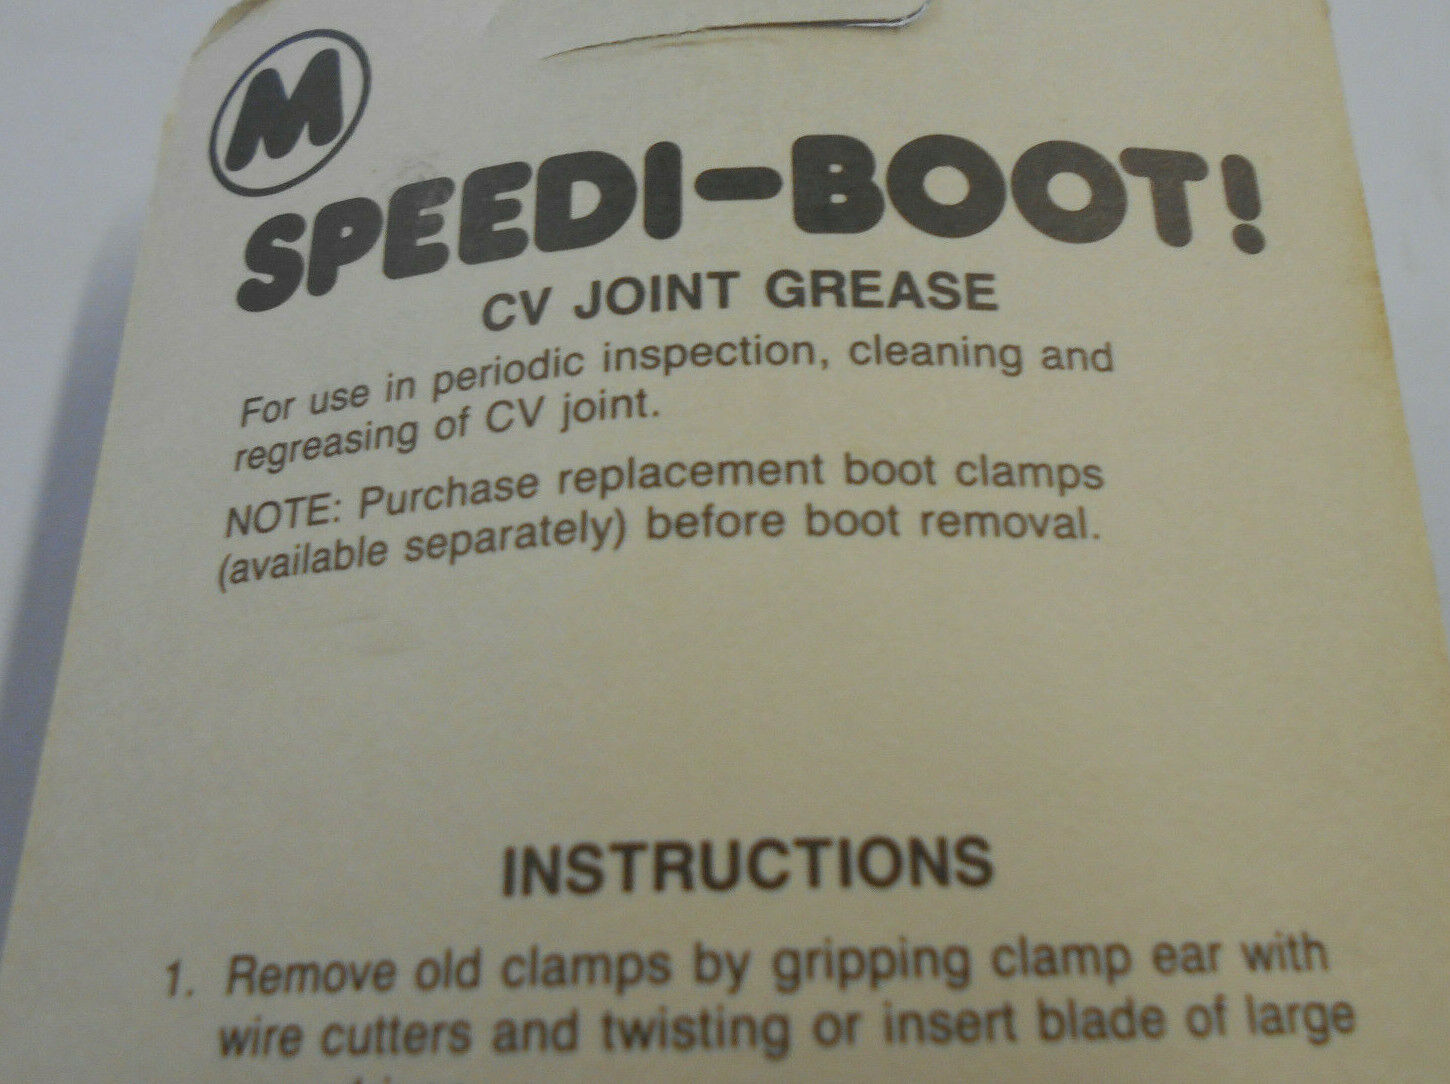 M
SPEEDI-BOOT!
CV JOINT GREASE
For use in periodic inspection, cleaning and
regreasing of CV joint.
NOTE: Purchase replacement boot clamps
(available separately) before boot removal.
INSTRUCTIONS
1. Remove old clamps by gripping clamp ear with
wire cutters and twisting or insert blade of large